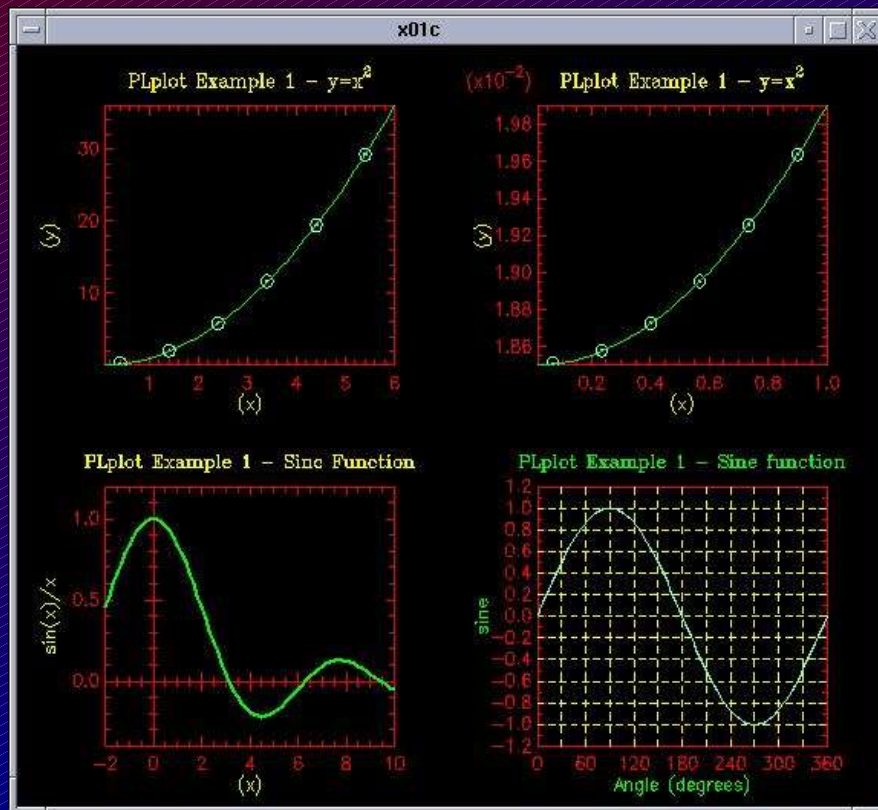 x01c
PLplot Example 1 - y=x²
30
20
10
(y)
1 2 3 4 5 6
(x)
(x10⁻²) PLplot Example 1 - y=x²
1.98
1.96
1.94
1.92
1.90
1.88
1.86
(y)
0.2 0.4 0.6 0.8 1.0
(x)
PLplot Example 1 - Sinc Function
1.0
0.5
0.0
sin(x)/x
-2 0 2 4 6 8 10
(x)
PLplot Example 1 - Sine function
1.2
1.0
0.8
0.6
0.4
0.2
0.0
-0.2
-0.4
-0.6
-0.8
-1.0
-1.2
sine
0 60 120 180 240 300 360
Angle (degrees)